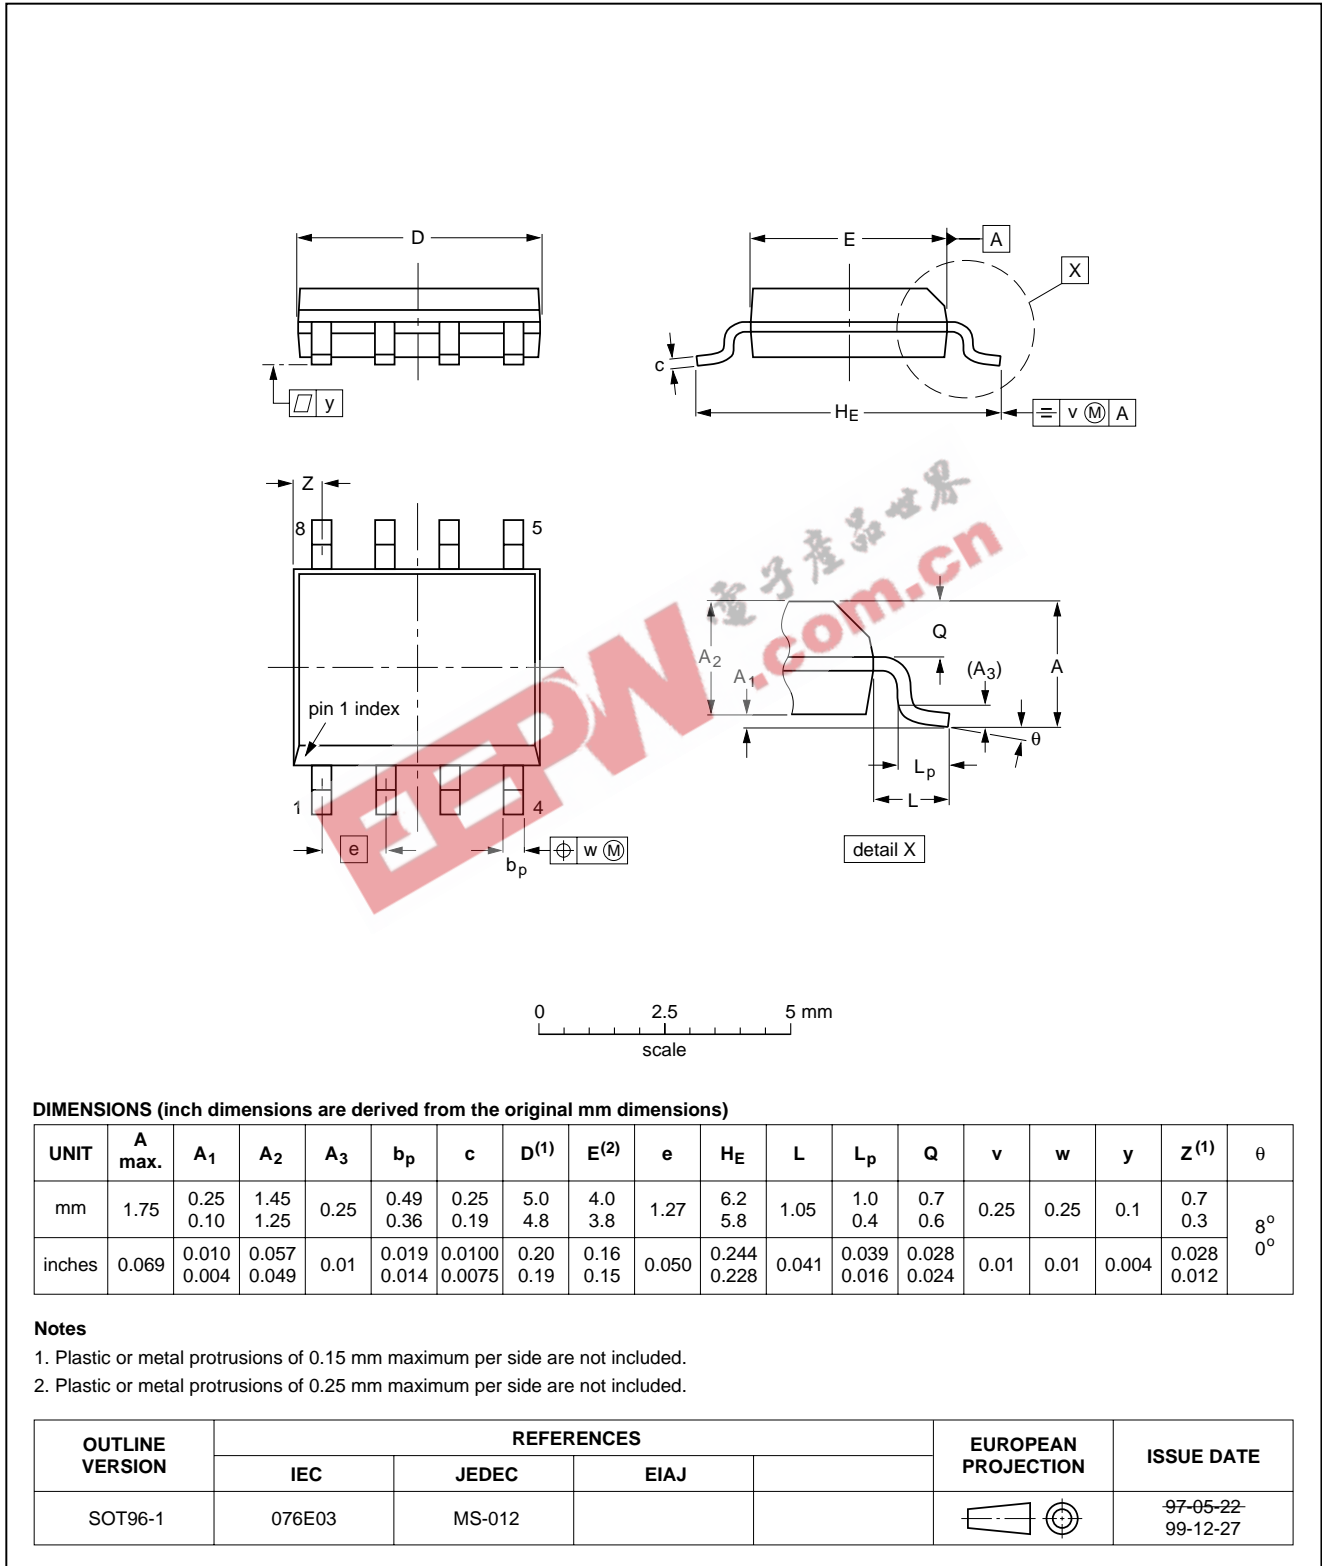 D
E
A
X
c
y
HE
v M A
Z
8
5
電子產品世界
.com.cn
EEPW
Q
A2
A1
(A3)
A
pin 1 index
θ
Lp
L
1
4
e
w M
bp
detail X
0 2.5 5 mm
scale
DIMENSIONS (inch dimensions are derived from the original mm dimensions)
UNIT A max. A1 A2 A3 bp c D(1) E(2) e HE L Lp Q v w y Z(1) θ
mm 1.75 0.25 0.10 1.45 1.25 0.25 0.49 0.36 0.25 0.19 5.0 4.8 4.0 3.8 1.27 6.2 5.8 1.05 1.0 0.4 0.7 0.6 0.25 0.25 0.1 0.7 0.3 8° 0°
inches 0.069 0.010 0.004 0.057 0.049 0.01 0.019 0.014 0.0100 0.0075 0.20 0.19 0.16 0.15 0.050 0.244 0.228 0.041 0.039 0.016 0.028 0.024 0.01 0.01 0.004 0.028 0.012
Notes
1. Plastic or metal protrusions of 0.15 mm maximum per side are not included.
2. Plastic or metal protrusions of 0.25 mm maximum per side are not included.
OUTLINE VERSION REFERENCES EUROPEAN PROJECTION ISSUE DATE
IEC JEDEC EIAJ
SOT96-1 076E03 MS-012 97-05-22 99-12-27